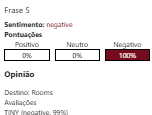 Frase 5
Sentimento: negative
Pontuações
Positivo Neutro Negativo
0% 0% 100%
Opinião
Destino: Rooms
Avaliações
TINY (negative, 99%)